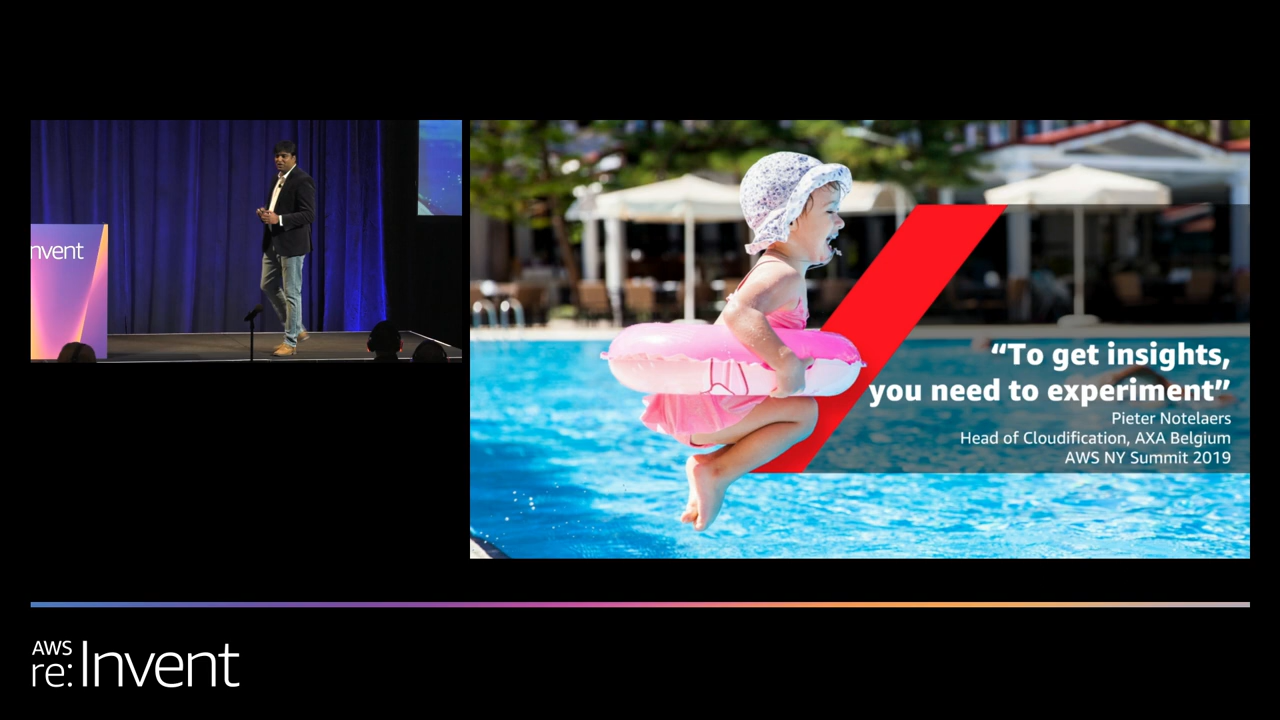 nvent
“To get insights,
you need to experiment”
Pieter Notelaers
Head of Cloudification, AXA Belgium
AWS NY Summit 2019
AWS
re:Invent